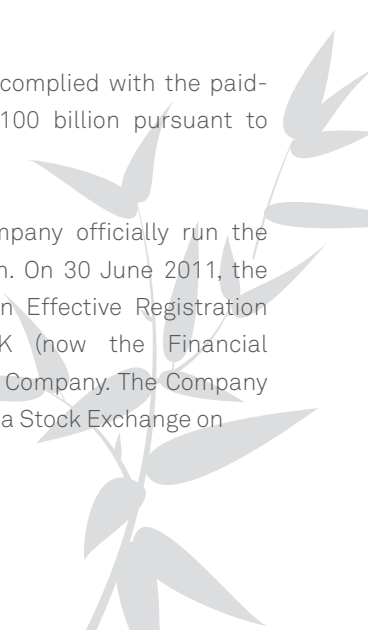 complied with the paid-
100 billion pursuant to
mpany officially run the
n. On 30 June 2011, the
n Effective Registration
K (now the Financial
Company. The Company
a Stock Exchange on